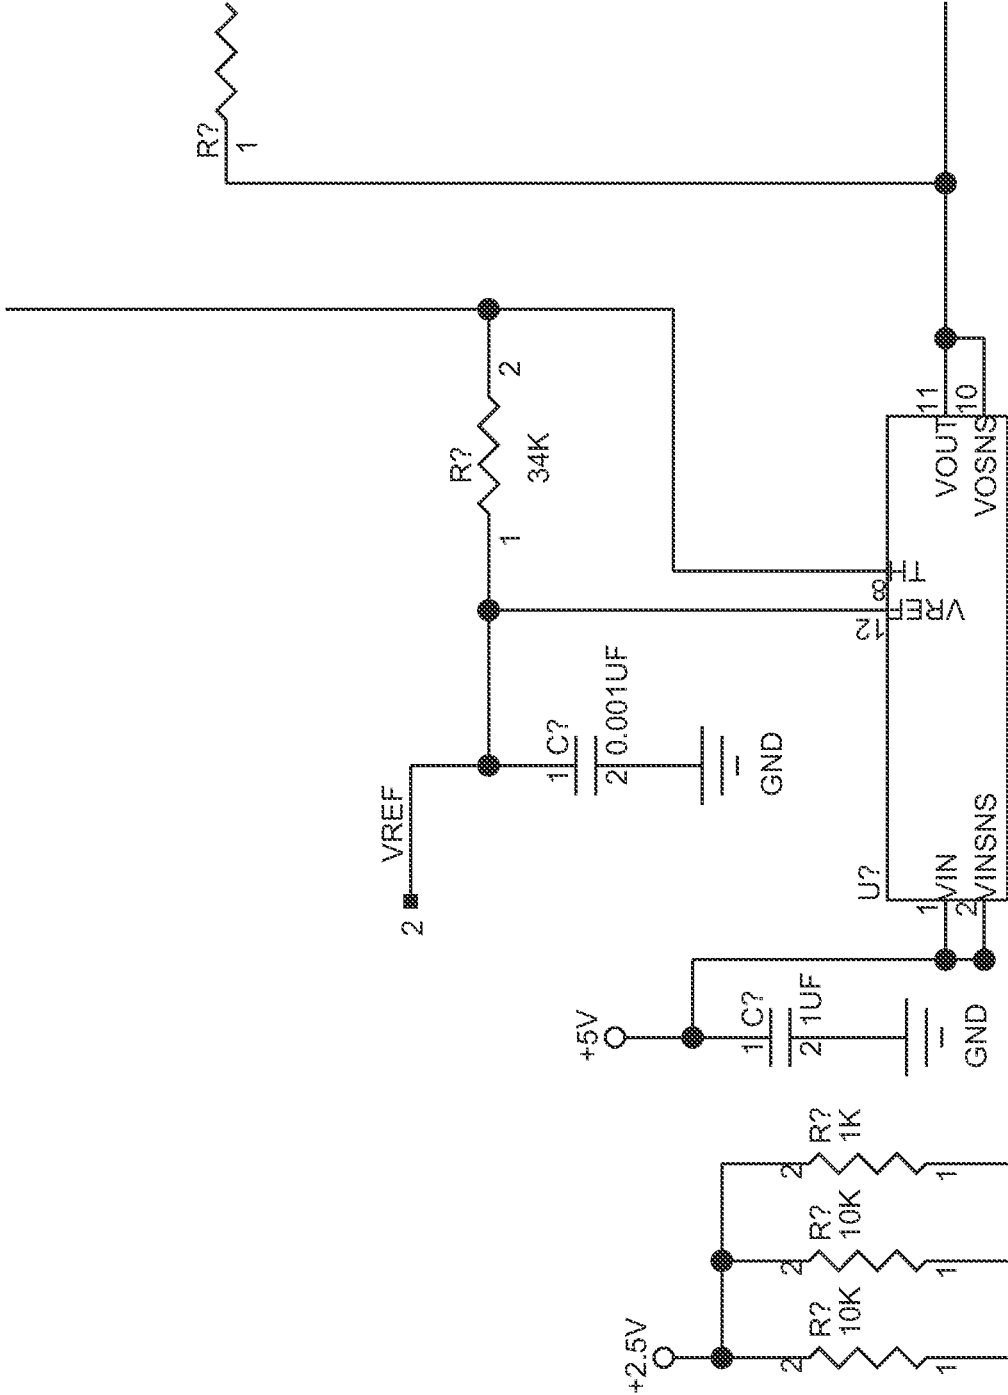 R?
1
VREF
2
R?
1
34K
2
1 C?
2 0.001UF
+5V
+2.5V
GND
1 C?
2 1UF
2
R?
10K
1
2
R?
10K
1
2
R?
1K
1
GND
U?
12
8
VREF
TI
1
VIN
2
VINSNS
VOUT
11
VOSNS
10